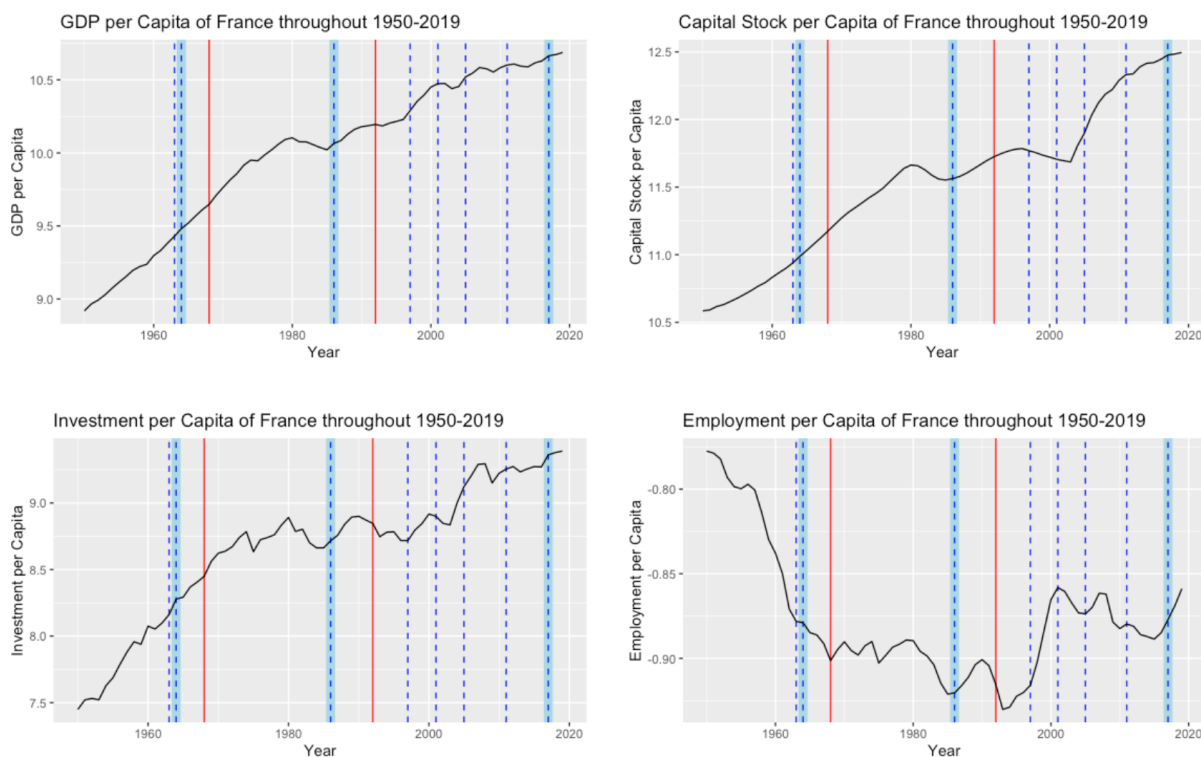 GDP per Capita of France throughout 1950-2019
GDP per Capita
10.5
10.0
9.5
9.0
1960
1980
2000
2020
Year
Capital Stock per Capita of France throughout 1950-2019
Capital Stock per Capita
12.5
12.0
11.5
11.0
10.5
1960
1980
2000
2020
Year
Investment per Capita of France throughout 1950-2019
Investment per Capita
9.0
8.5
8.0
7.5
1960
1980
2000
2020
Year
Employment per Capita of France throughout 1950-2019
Employment per Capita
-0.80
-0.85
-0.90
1960
1980
2000
2020
Year